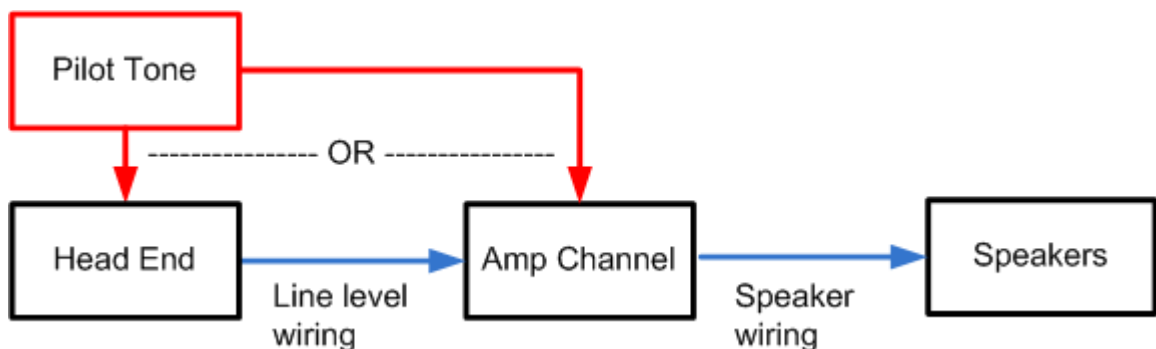 Pilot Tone
---------------- OR ----------------
Head End
Amp Channel
Speakers
Line level
wiring
Speaker
wiring